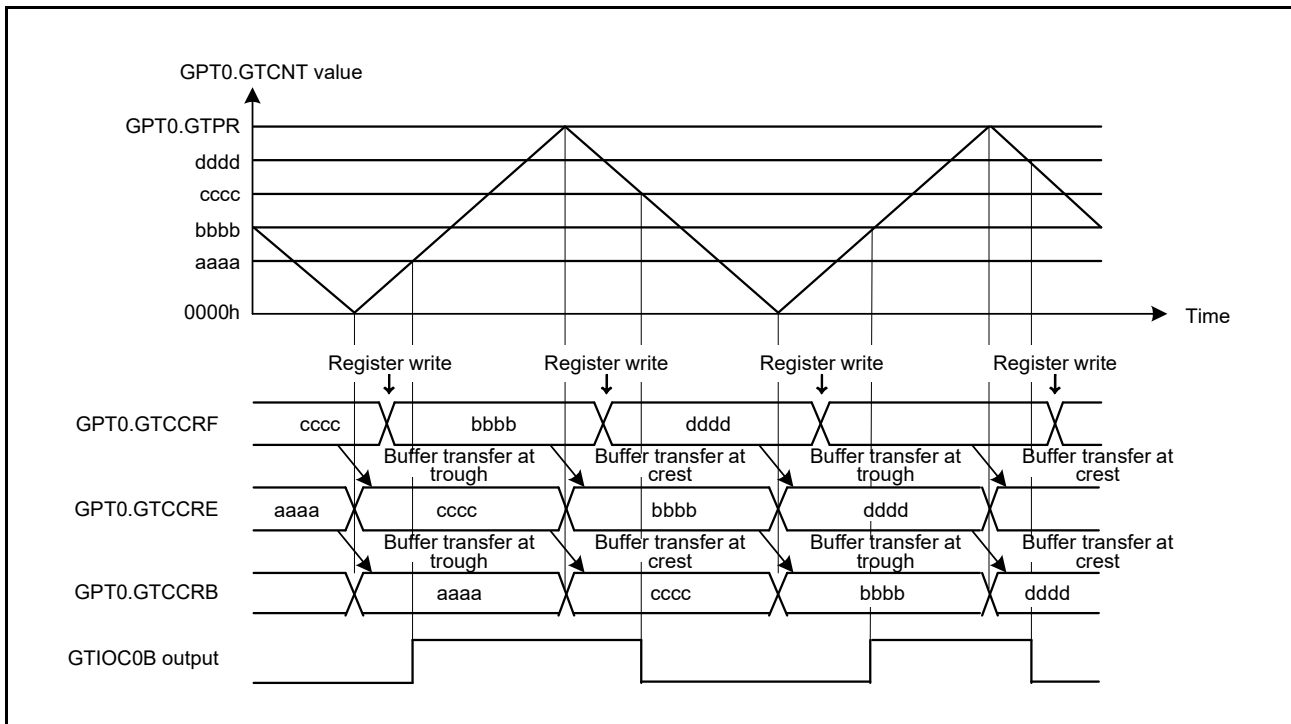 GPT0.GTCNT value
GPT0.GTPR
dddd
cccc
bbbb
aaaa
0000h
Time
Register write Register write Register write Register write
GPT0.GTCCRF cccc bbbb dddd
Buffer transfer at Buffer transfer at Buffer transfer at Buffer transfer at
trough crest trough crest
GPT0.GTCCRE aaaa cccc bbbb dddd
Buffer transfer at Buffer transfer at Buffer transfer at Buffer transfer at
trough crest trough crest
GPT0.GTCCRB aaaa cccc bbbb dddd
GTIOC0B output